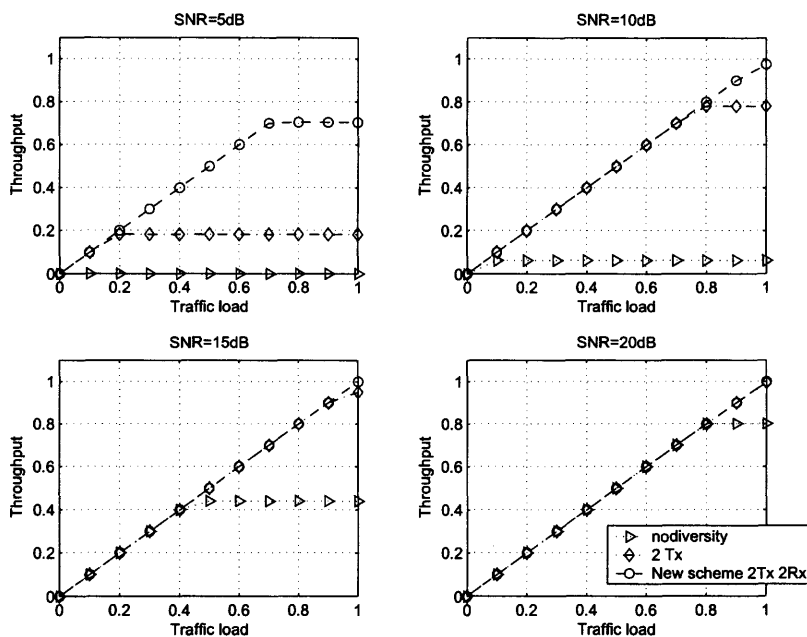 SNR=5dB
1
0.8
0.6
0.4
0.2
0
Throughput
0 0.2 0.4 0.6 0.8 1
Traffic load
SNR=10dB
1
0.8
0.6
0.4
0.2
0
Throughput
0 0.2 0.4 0.6 0.8 1
Traffic load
SNR=15dB
1
0.8
0.6
0.4
0.2
0
Throughput
0 0.2 0.4 0.6 0.8 1
Traffic load
SNR=20dB
1
0.8
0.6
0.4
0.2
0
Throughput
0 0.2 0.4 0.6 0.8 1
Traffic load
nodiversity
2 Tx
New scheme 2Tx 2Rx